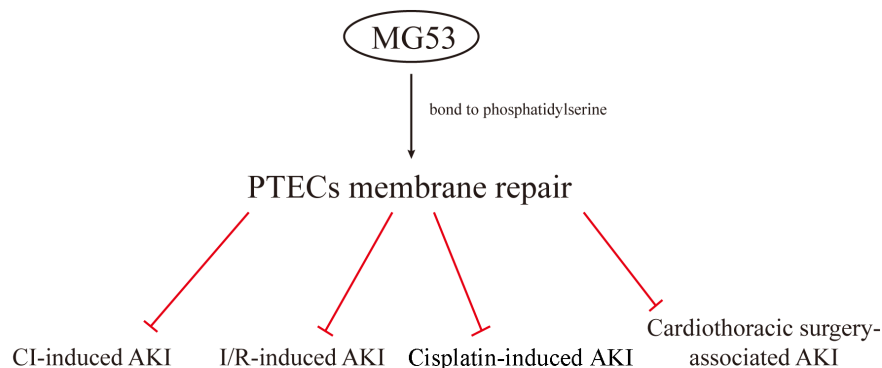 MG53
bond to phosphatidylserine
PTECs membrane repair
CI-induced AKI
I/R-induced AKI
Cisplatin-induced AKI
Cardiothoracic surgery-
associated AKI